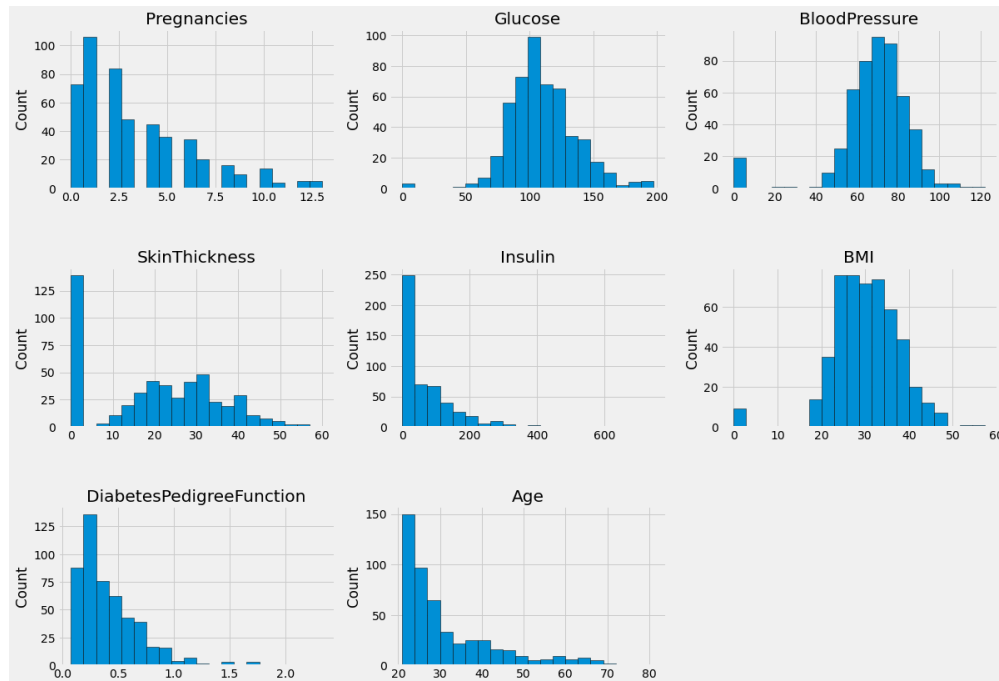 Pregnancies
Count
100
80
60
40
20
0
0.0 2.5 5.0 7.5 10.0 12.5
Glucose
Count
100
80
60
40
20
0
0 50 100 150 200
BloodPressure
Count
80
60
40
20
0
0 20 40 60 80 100 120
SkinThickness
Count
125
100
75
50
25
0
0 10 20 30 40 50 60
Insulin
Count
250
200
150
100
50
0
0 200 400 600
BMI
Count
60
40
20
0
0 10 20 30 40 50 60
DiabetesPedigreeFunction
Count
125
100
75
50
25
0
0.0 0.5 1.0 1.5 2.0
Age
Count
150
100
50
0
20 30 40 50 60 70 80